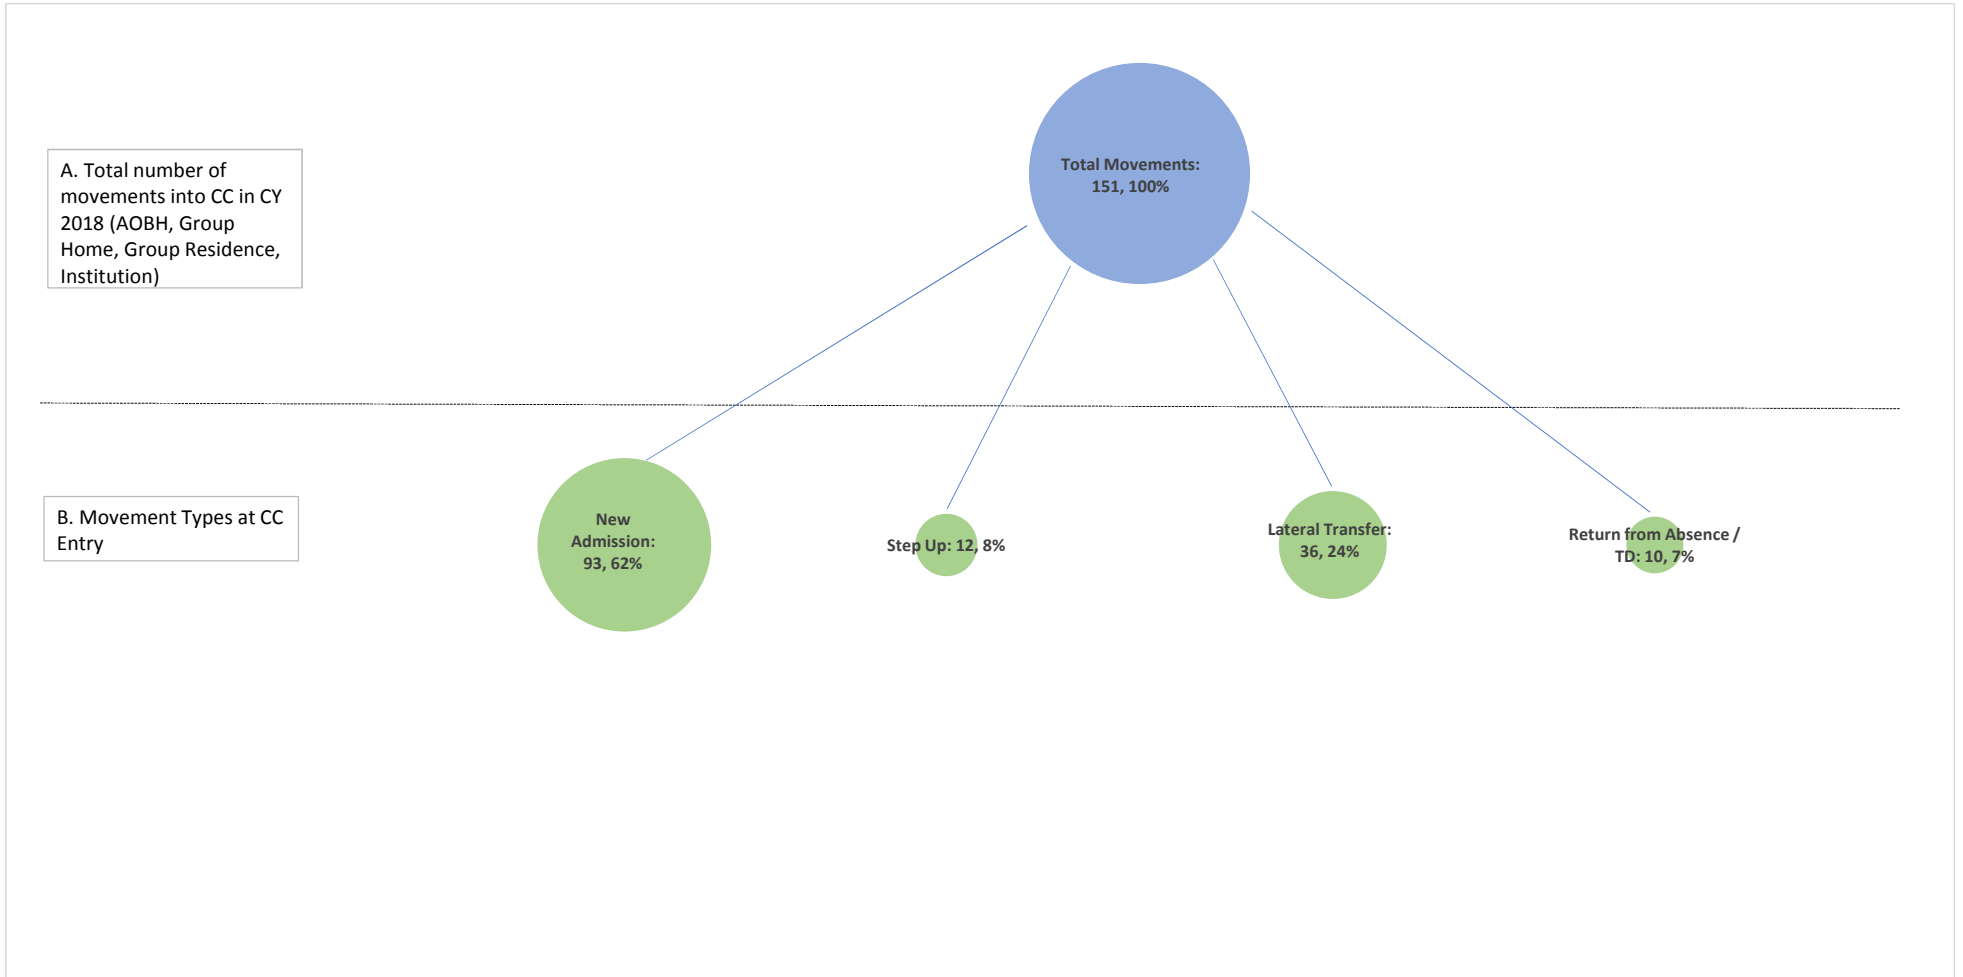 A. Total number of
movements into CC in CY
2018 (AOBH, Group
Home, Group Residence,
Institution)
Total Movements:
151, 100%
B. Movement Types at CC
Entry
New
Admission:
93, 62%
Step Up: 12, 8%
Lateral Transfer:
36, 24%
Return from Absence /
TD: 10, 7%